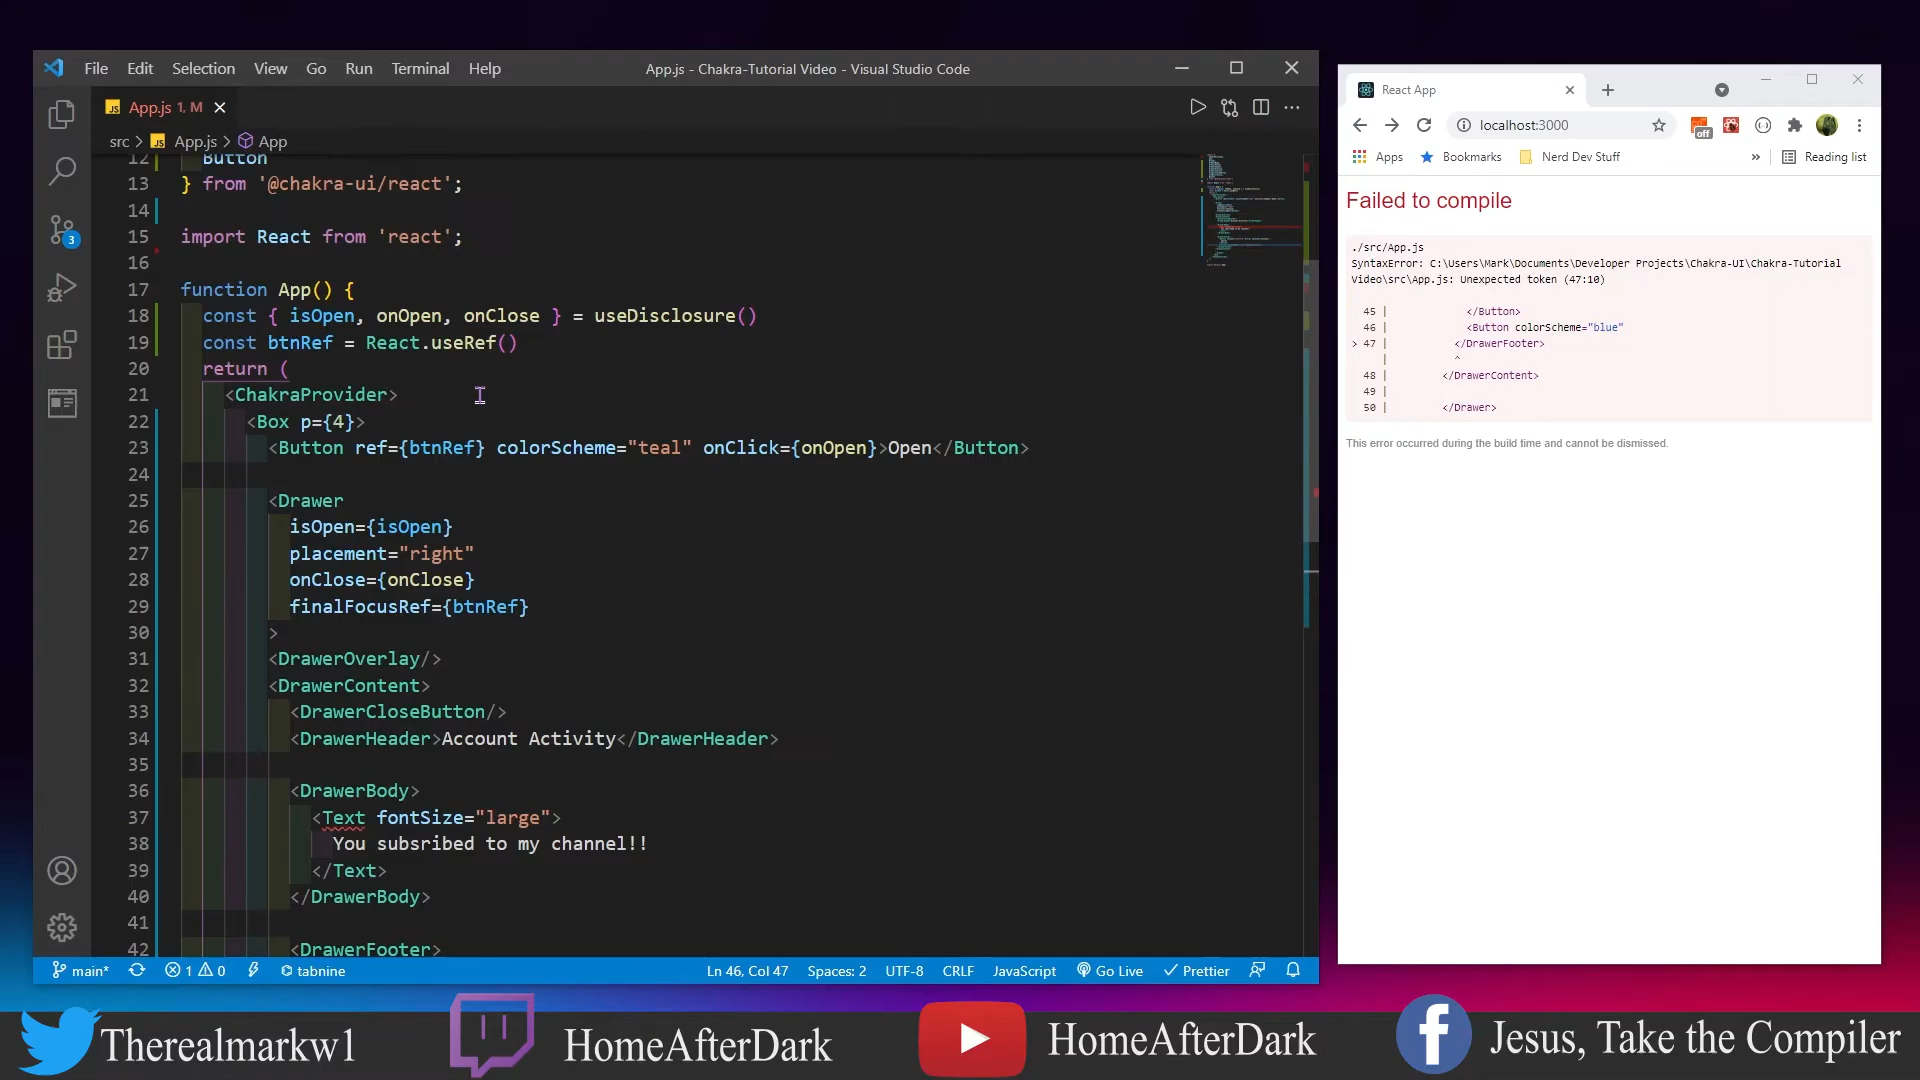 File Edit Selection View Go Run Terminal Help
App.js - Chakra-Tutorial Video - Visual Studio Code
JS App.js 1, M
src > JS App.js > App
12 Button
13 } from '@chakra-ui/react';
14
15 import React from 'react';
16
17 function App() {
18 const { isOpen, onOpen, onClose } = useDisclosure()
19 const btnRef = React.useRef()
20 return (
21 <ChakraProvider>
22 <Box p={4}>
23 <Button ref={btnRef} colorScheme="teal" onClick={onOpen}>Open</Button>
24
25 <Drawer
26 isOpen={isOpen}
27 placement="right"
28 onClose={onClose}
29 finalFocusRef={btnRef}
30 >
31 <DrawerOverlay/>
32 <DrawerContent>
33 <DrawerCloseButton/>
34 <DrawerHeader>Account Activity</DrawerHeader>
35
36 <DrawerBody>
37 <Text fontSize="large">
38 You subsribed to my channel!!
39 </Text>
40 </DrawerBody>
41
42 <DrawerFooter>
3
main* 1 0 tabnine Ln 46, Col 47 Spaces: 2 UTF-8 CRLF JavaScript Go Live Prettier
React App
localhost:3000
off
Apps Bookmarks Nerd Dev Stuff » Reading list
Failed to compile
./src/App.js
SyntaxError: C:\Users\Mark\Documents\Developer Projects\Chakra-UI\Chakra-Tutorial
Video\src\App.js: Unexpected token (47:10)
45 | </Button>
46 | <Button colorScheme="blue"
> 47 | </DrawerFooter>
| ^
48 | </DrawerContent>
49 |
50 | </Drawer>
This error occurred during the build time and cannot be dismissed.
Therealmarkw1 HomeAfterDark HomeAfterDark Jesus, Take the Compiler